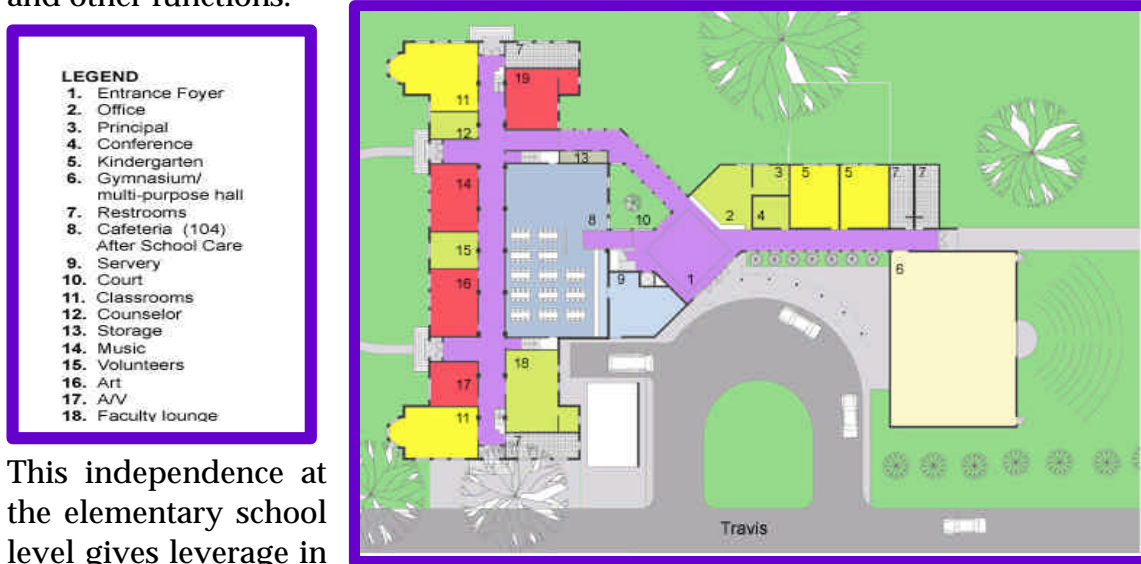 and other functions.
LEGEND
1. Entrance Foyer
2. Office
3. Principal
4. Conference
5. Kindergarten
6. Gymnasium/
multi-purpose hall
7. Restrooms
8. Cafeteria (104)
After School Care
9. Servery
10. Court
11. Classrooms
12. Counselor
13. Storage
14. Music
15. Volunteers
16. Art
17. A/V
18. Faculty lounge
7
19
11
12
13
14
3
5
5
7
7
8
10
2
4
15
6
16
9
1
18
17
11
7
Travis
This independence at
the elementary school
level gives leverage in